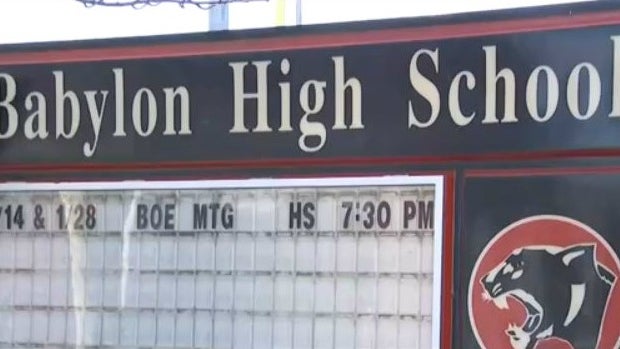 Babylon High School
/14 & 1/28 BOE MTG HS 7:30 PM